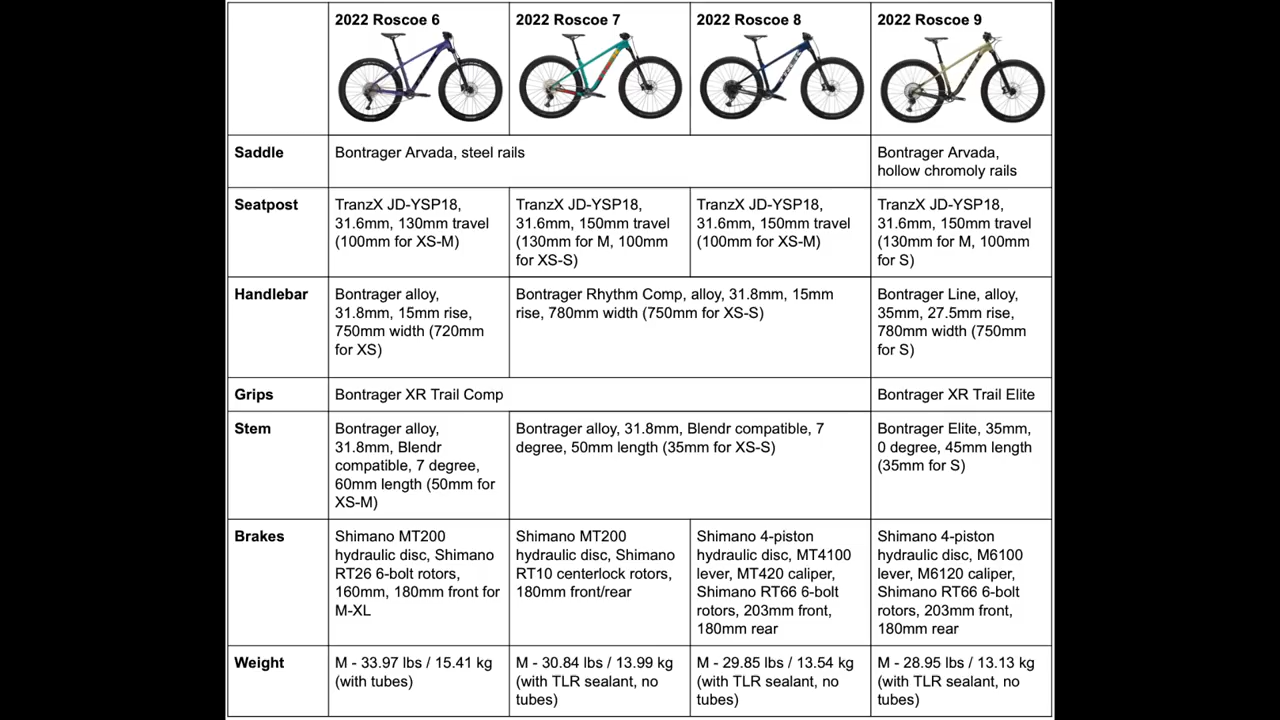 2022 Roscoe 6
2022 Roscoe 7
2022 Roscoe 8
2022 Roscoe 9
Saddle
Bontrager Arvada, steel rails
Bontrager Arvada,
hollow chromoly rails
Seatpost
TranzX JD-YSP18,
31.6mm, 130mm travel
(100mm for XS-M)
TranzX JD-YSP18,
31.6mm, 150mm travel
(130mm for M, 100mm
for XS-S)
TranzX JD-YSP18,
31.6mm, 150mm travel
(100mm for XS-M)
TranzX JD-YSP18,
31.6mm, 150mm travel
(130mm for M, 100mm
for S)
Handlebar
Bontrager alloy,
31.8mm, 15mm rise,
750mm width (720mm
for XS)
Bontrager Rhythm Comp, alloy, 31.8mm, 15mm
rise, 780mm width (750mm for XS-S)
Bontrager Line, alloy,
35mm, 27.5mm rise,
780mm width (750mm
for S)
Grips
Bontrager XR Trail Comp
Bontrager XR Trail Elite
Stem
Bontrager alloy,
31.8mm, Blendr
compatible, 7 degree,
60mm length (50mm for
XS-M)
Bontrager alloy, 31.8mm, Blendr compatible, 7
degree, 50mm length (35mm for XS-S)
Bontrager Elite, 35mm,
0 degree, 45mm length
(35mm for S)
Brakes
Shimano MT200
hydraulic disc, Shimano
RT26 6-bolt rotors,
160mm, 180mm front for
M-XL
Shimano MT200
hydraulic disc, Shimano
RT10 centerlock rotors,
180mm front/rear
Shimano 4-piston
hydraulic disc, MT4100
lever, MT420 caliper,
Shimano RT66 6-bolt
rotors, 203mm front,
180mm rear
Shimano 4-piston
hydraulic disc, M6100
lever, M6120 caliper,
Shimano RT66 6-bolt
rotors, 203mm front,
180mm rear
Weight
M - 33.97 lbs / 15.41 kg
(with tubes)
M - 30.84 lbs / 13.99 kg
(with TLR sealant, no
tubes)
M - 29.85 lbs / 13.54 kg
(with TLR sealant, no
tubes)
M - 28.95 lbs / 13.13 kg
(with TLR sealant, no
tubes)